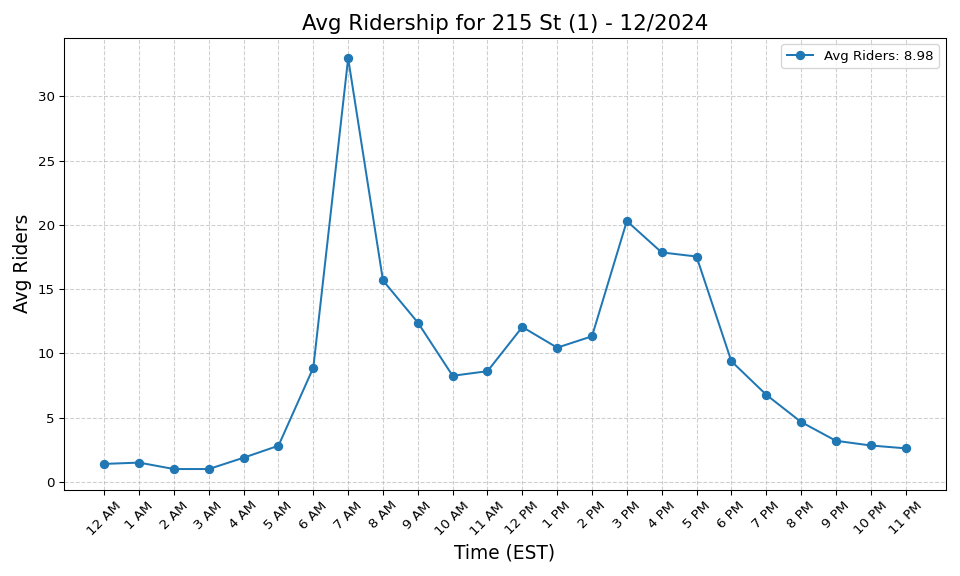 Avg Ridership for 215 St (1) - 12/2024
Avg Riders: 8.98
Avg Riders
30
25
20
15
10
5
0
12 AM
1 AM
2 AM
3 AM
4 AM
5 AM
6 AM
7 AM
8 AM
9 AM
10 AM
11 AM
12 PM
1 PM
2 PM
3 PM
4 PM
5 PM
6 PM
7 PM
8 PM
9 PM
10 PM
11 PM
Time (EST)